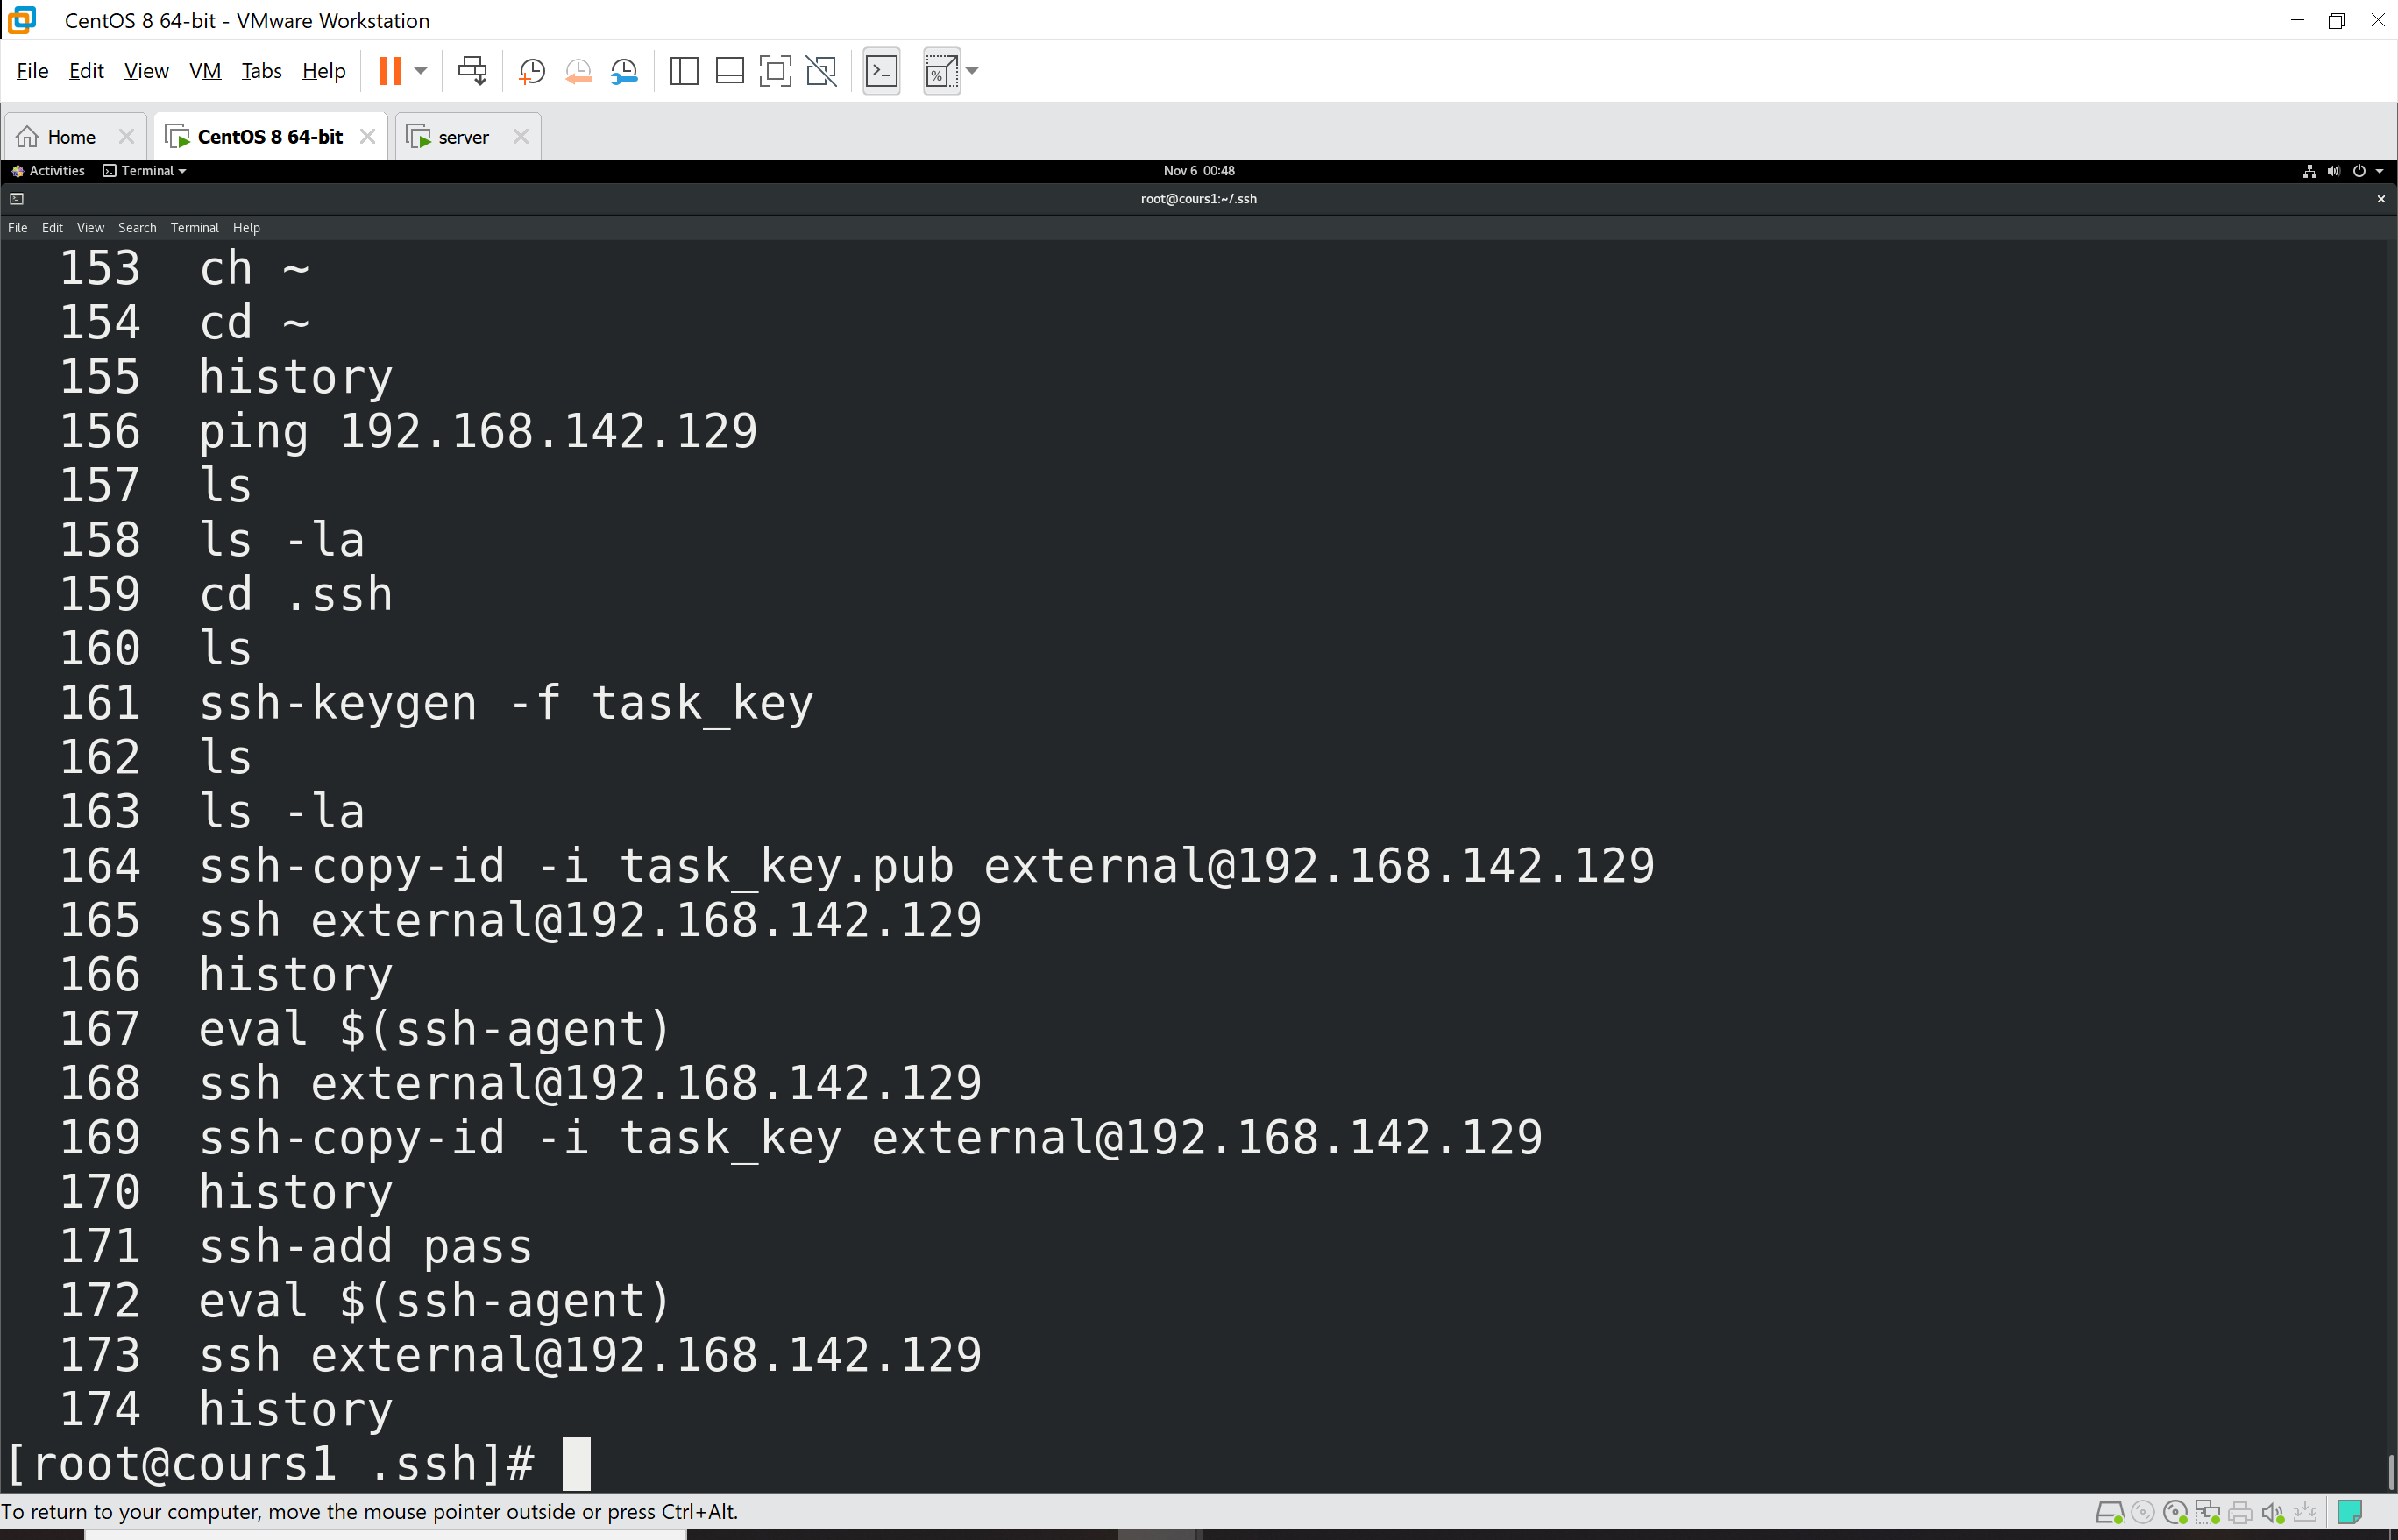 CentOS 8 64-bit - VMware Workstation
File Edit View VM Tabs Help
Home CentOS 8 64-bit server
Activities Terminal Nov 6 00:48
root@cours1:~/.ssh
File Edit View Search Terminal Help
153 ch ~
154 cd ~
155 history
156 ping 192.168.142.129
157 ls
158 ls -la
159 cd .ssh
160 ls
161 ssh-keygen -f task_key
162 ls
163 ls -la
164 ssh-copy-id -i task_key.pub external@192.168.142.129
165 ssh external@192.168.142.129
166 history
167 eval $(ssh-agent)
168 ssh external@192.168.142.129
169 ssh-copy-id -i task_key external@192.168.142.129
170 history
171 ssh-add pass
172 eval $(ssh-agent)
173 ssh external@192.168.142.129
174 history
[root@cours1 .ssh]#
To return to your computer, move the mouse pointer outside or press Ctrl+Alt.